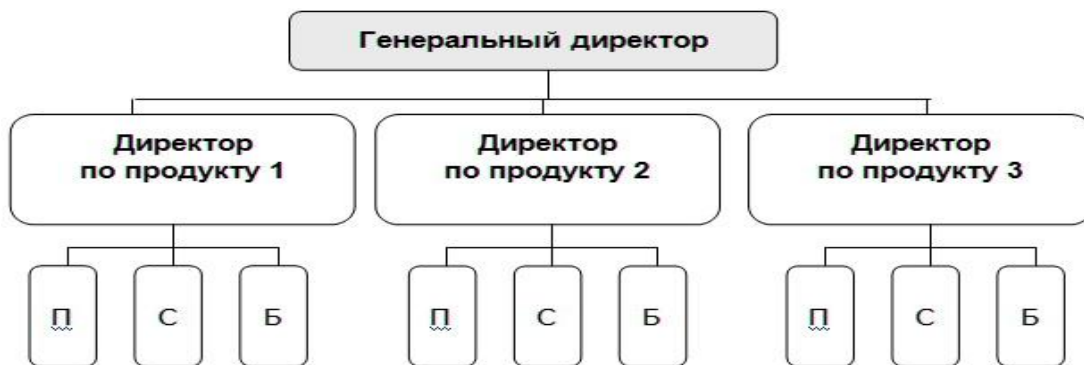 Генеральный директор
Директор
по продукту 1
Директор
по продукту 2
Директор
по продукту 3
П С Б П С Б П С Б